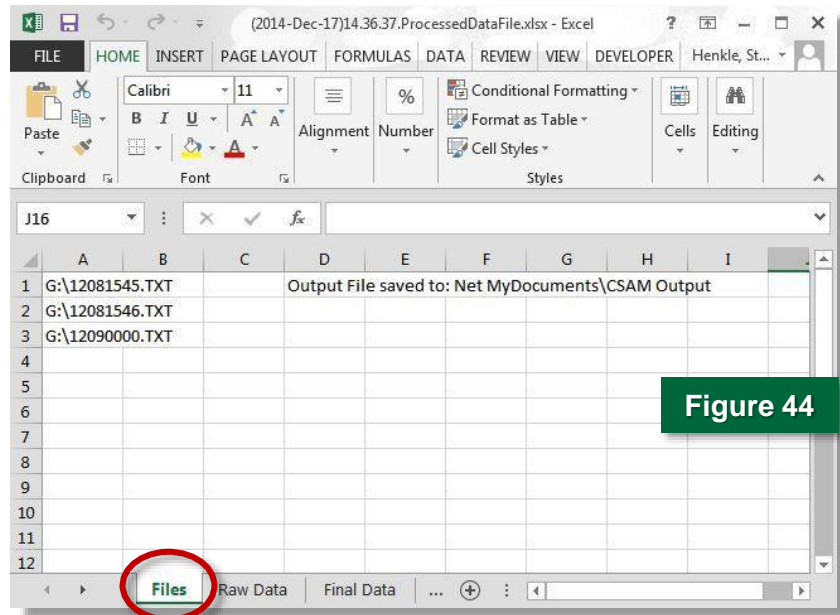 (2014-Dec-17)14.36.37.ProcessedDataFile.xlsx - Excel ?
FILE HOME INSERT PAGE LAYOUT FORMULAS DATA REVIEW VIEW DEVELOPER Henkle, St...
Paste
Clipboard
Calibri 11
B I U A A
A
Font
Alignment
%
Number
Conditional Formatting
Format as Table
Cell Styles
Styles
Cells
Editing
J16 fx
A B C D E F G H I
1 G:\12081545.TXT Output File saved to: Net MyDocuments\CSAM Output
2 G:\12081546.TXT
3 G:\12090000.TXT
4
5
6
7
8
9
10
11
12
Figure 44
Files Raw Data Final Data ...